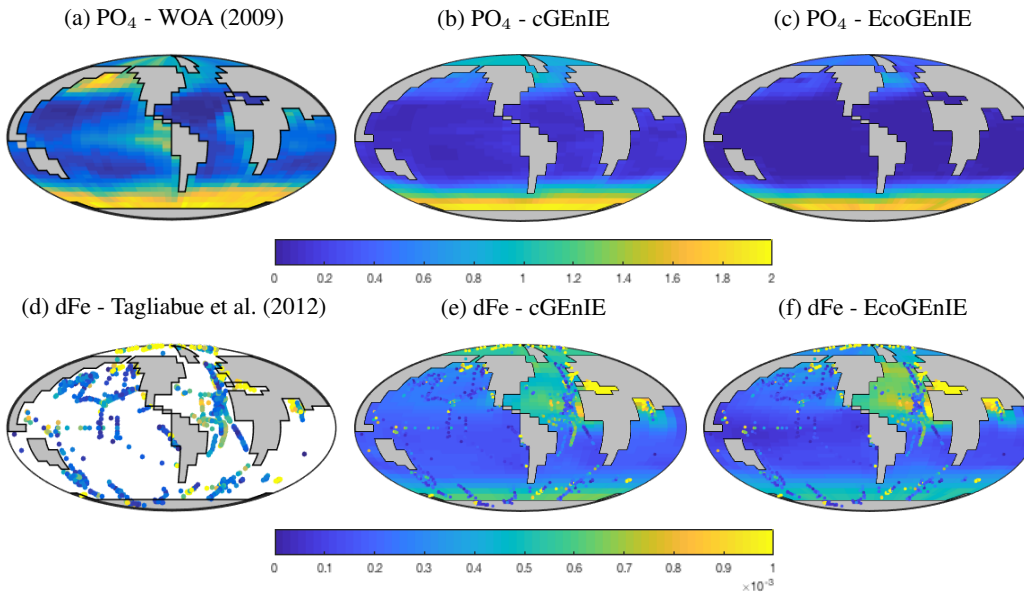 (a) PO₄ - WOA (2009)
(b) PO₄ - cGEnIE
(c) PO₄ - EcoGEnIE
0 0.2 0.4 0.6 0.8 1 1.2 1.4 1.6 1.8 2
(d) dFe - Tagliabue et al. (2012)
(e) dFe - cGEnIE
(f) dFe - EcoGEnIE
0 0.1 0.2 0.3 0.4 0.5 0.6 0.7 0.8 0.9 1
×10⁻³